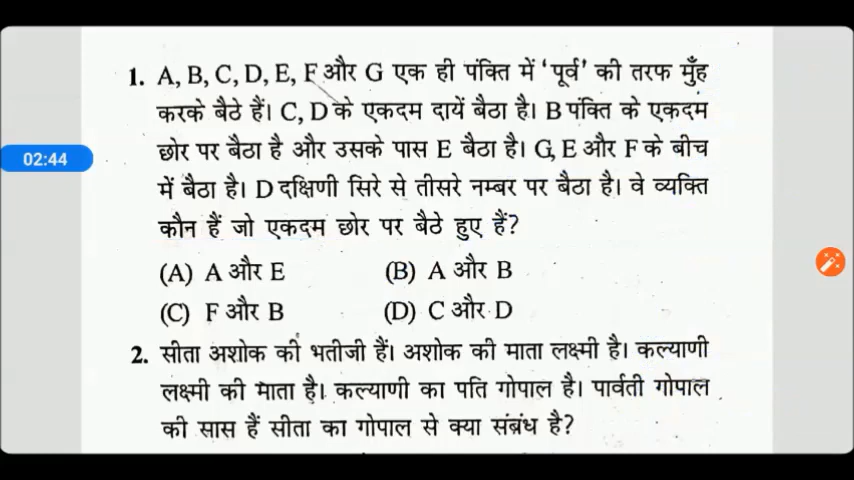 1. A, B, C, D, E, F और G एक ही पंक्ति में ‘पूर्व’ की तरफ मुँह
करके बैठे हैं। C, D के एकदम दायें बैठा है। B पंक्ति के एकदम
छोर पर बैठा है और उसके पास E बैठा है। G, E और F के बीच
में बैठा है। D दक्षिणी सिरे से तीसरे नम्बर पर बैठा है। वे व्यक्ति
कौन हैं जो एकदम छोर पर बैठे हुए हैं?
(A) A और E (B) A और B
(C) F और B (D) C और D
2. सीता अशोक की भतीजी हैं। अशोक की माता लक्ष्मी है। कल्याणी
लक्ष्मी की माता है। कल्याणी का पति गोपाल है। पार्वती गोपाल
की सास हैं सीता का गोपाल से क्या संब्रंध है?
02:44